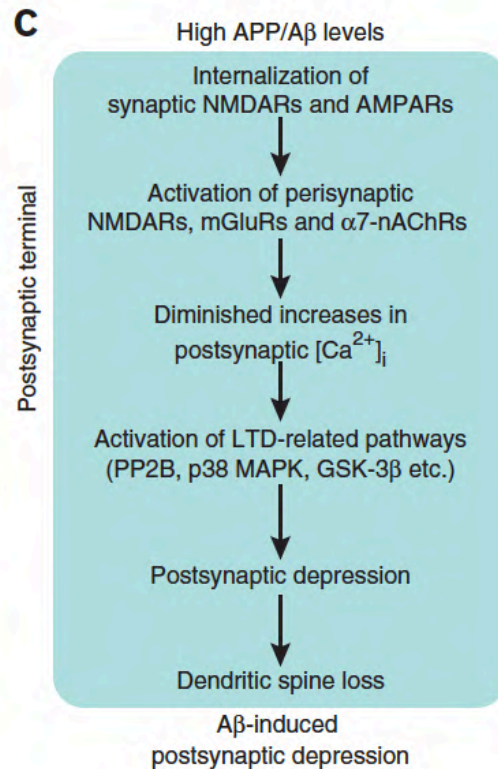 C
High APP/Aβ levels
Internalization of
synaptic NMDARs and AMPARs
Activation of perisynaptic
NMDARs, mGluRs and α7-nAChRs
Diminished increases in
postsynaptic [Ca²⁺]ᵢ
Activation of LTD-related pathways
(PP2B, p38 MAPK, GSK-3β etc.)
Postsynaptic depression
Dendritic spine loss
Aβ-induced
postsynaptic depression
Postsynaptic terminal